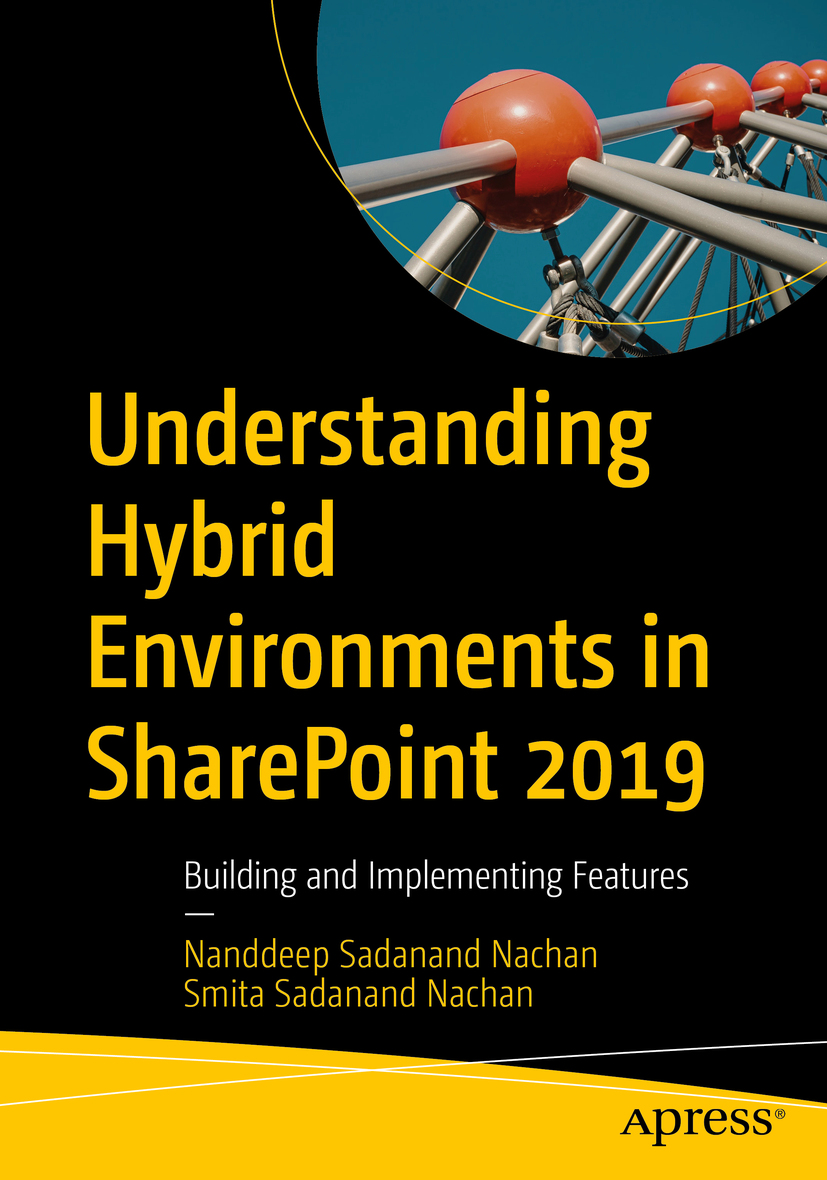 Understanding
Hybrid
Environments in
SharePoint 2019
Building and Implementing Features
Nanddeep Sadanand Nachan
Smita Sadanand Nachan
Apress®